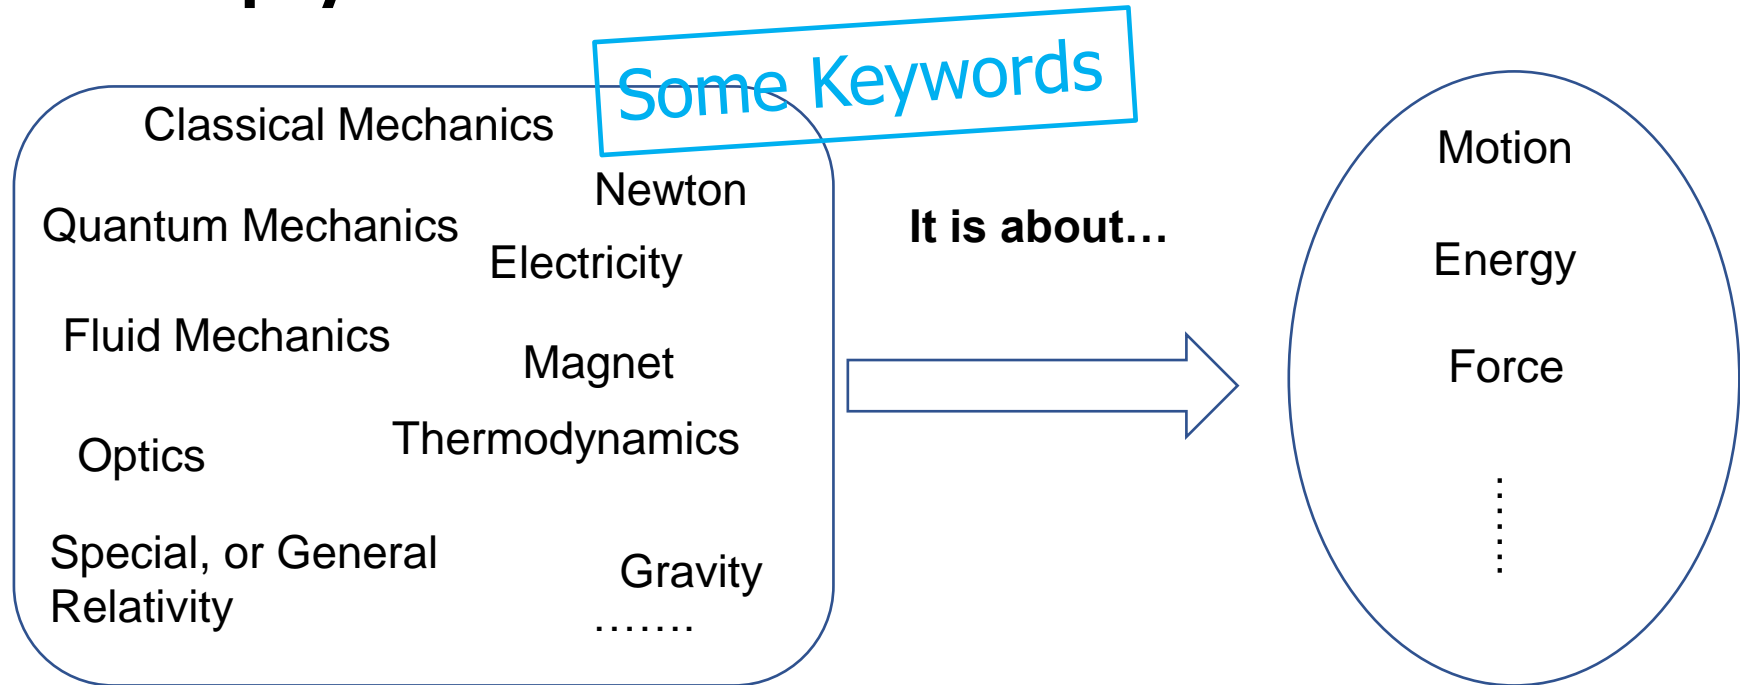 Some Keywords
Classical Mechanics
Newton
Quantum Mechanics
Electricity
Fluid Mechanics
Magnet
Optics
Thermodynamics
Special, or General
Relativity
Gravity
…….
It is about…
Motion
Energy
Force
…….